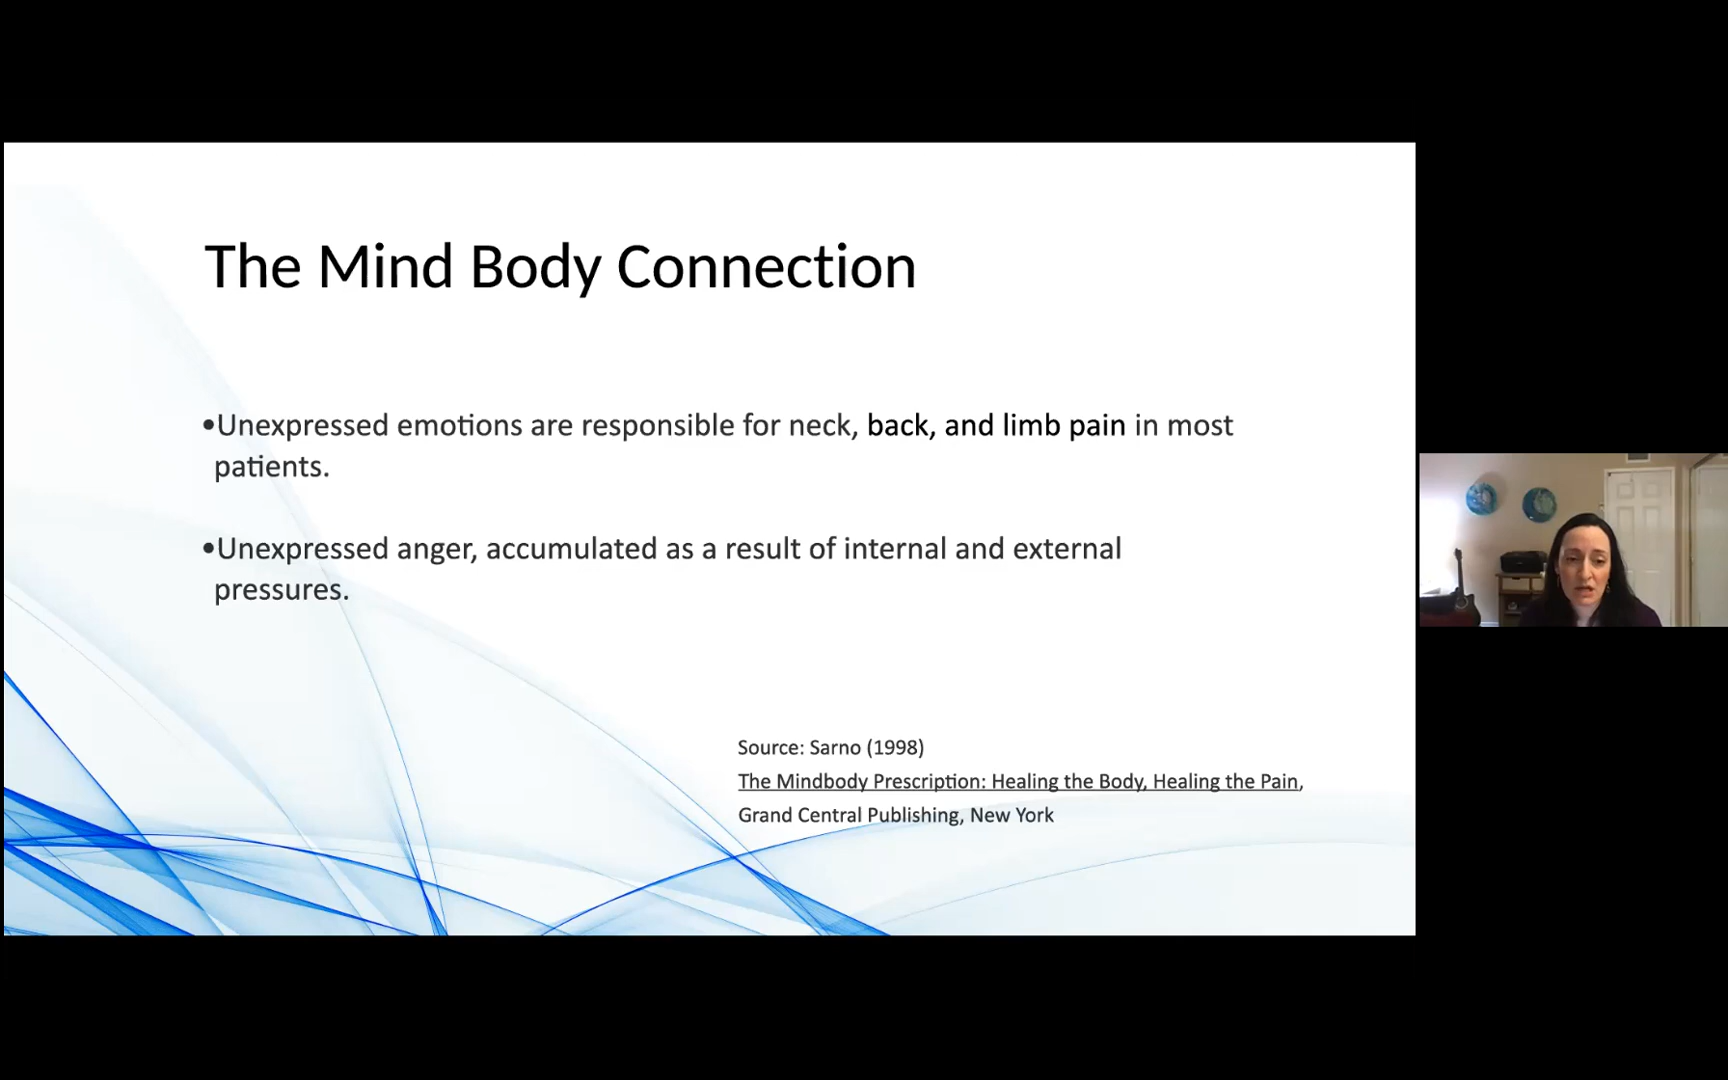 The Mind Body Connection
•Unexpressed emotions are responsible for neck, back, and limb pain in most
patients.
•Unexpressed anger, accumulated as a result of internal and external
pressures.
Source: Sarno (1998)
The Mindbody Prescription: Healing the Body, Healing the Pain,
Grand Central Publishing, New York